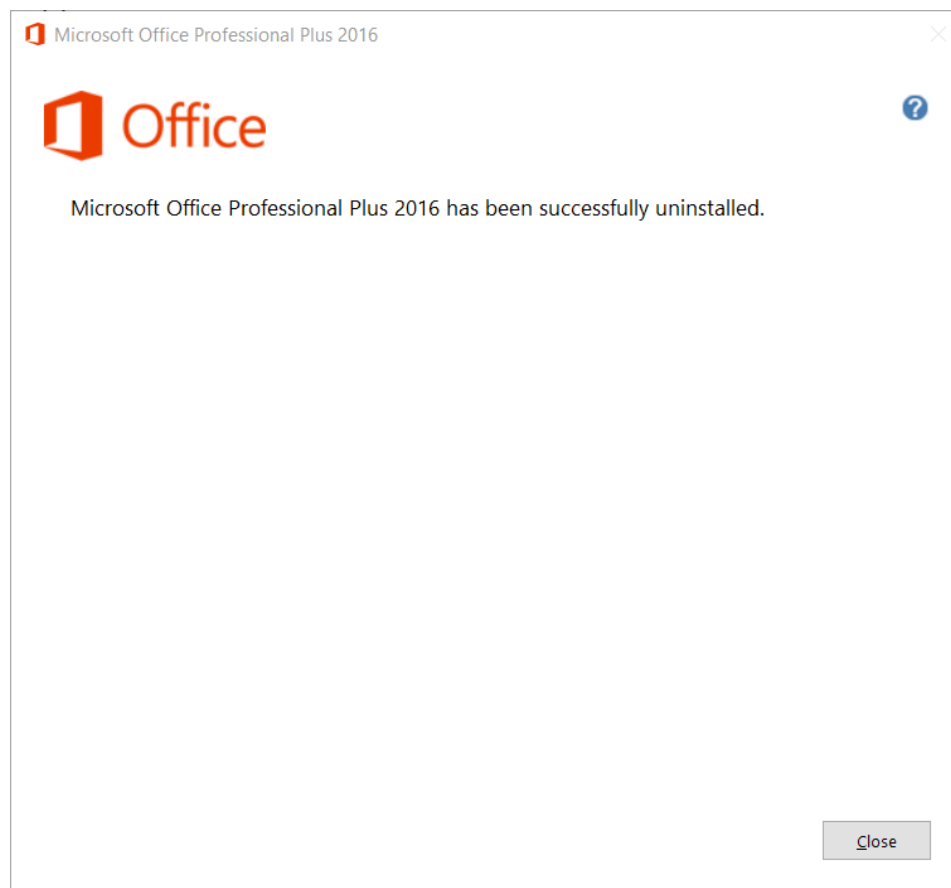 Microsoft Office Professional Plus 2016
Office
?
Microsoft Office Professional Plus 2016 has been successfully uninstalled.
Close